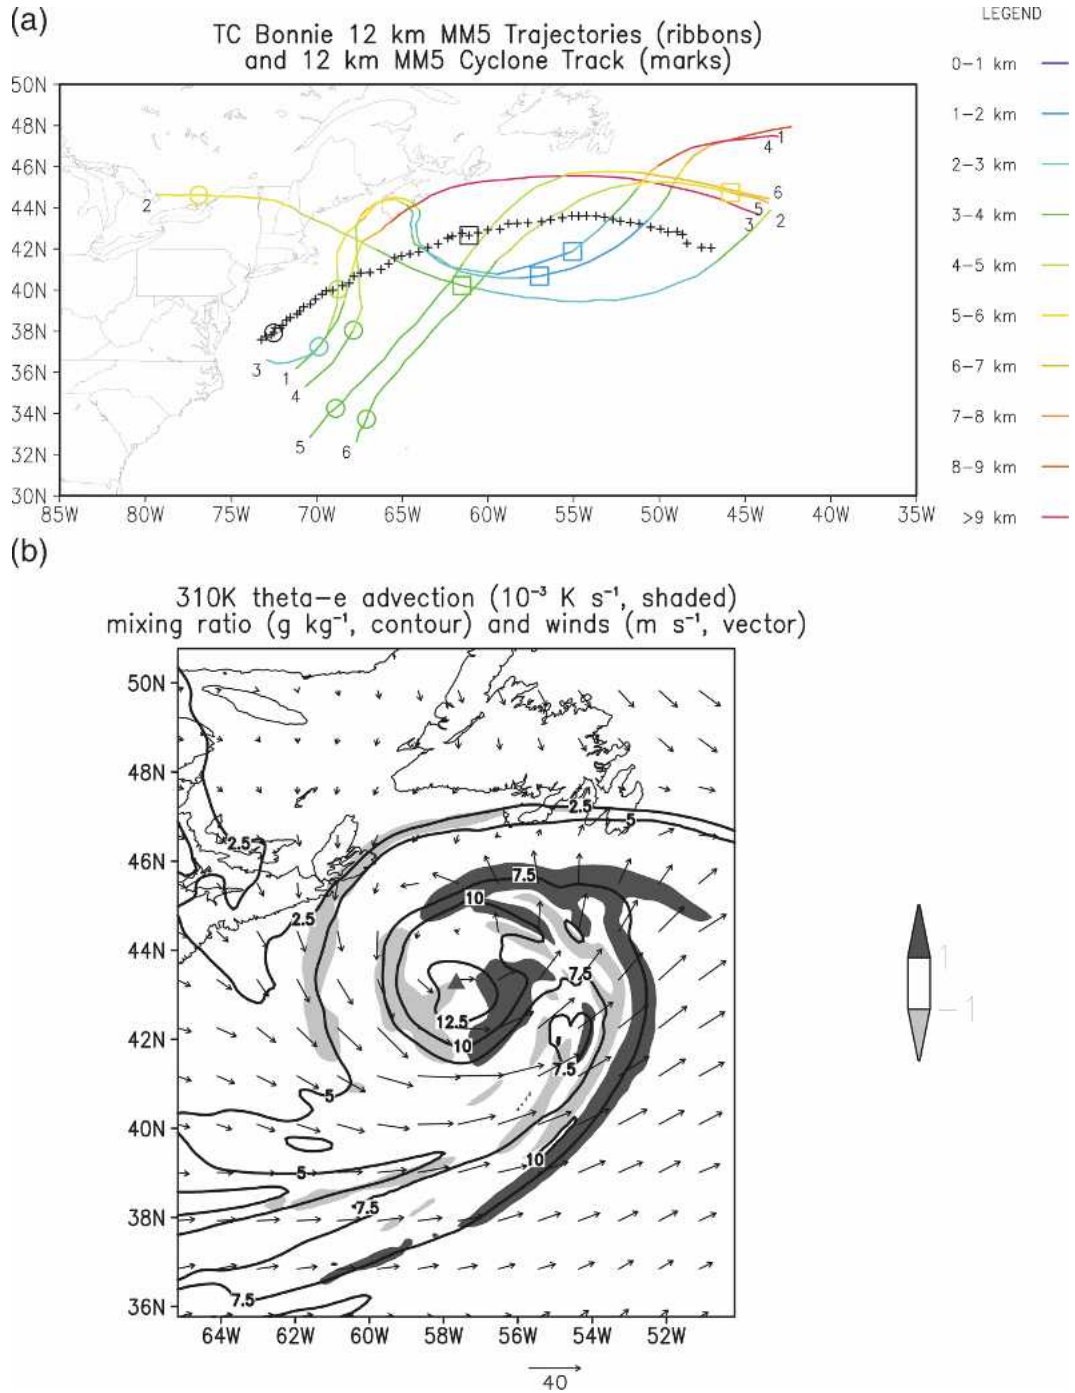 (a)
TC Bonnie 12 km MM5 Trajectories (ribbons)
and 12 km MM5 Cyclone Track (marks)
LEGEND
0-1 km
1-2 km
2-3 km
3-4 km
4-5 km
5-6 km
6-7 km
7-8 km
8-9 km
>9 km
50N
48N
46N
44N
42N
40N
38N
36N
34N
32N
30N
85W 80W 75W 70W 65W 60W 55W 50W 45W 40W 35W
1
4
6
5
3 2
2
3
1
4
5
6
(b)
310K theta-e advection (10⁻³ K s⁻¹, shaded)
mixing ratio (g kg⁻¹, contour) and winds (m s⁻¹, vector)
50N
48N
46N
44N
42N
40N
38N
36N
64W 62W 60W 58W 56W 54W 52W
2.5
5
2.5
7.5
10
2.5
7.5
12.5
10
7.5
5
10
5
7.5
7.5
1
-1
40